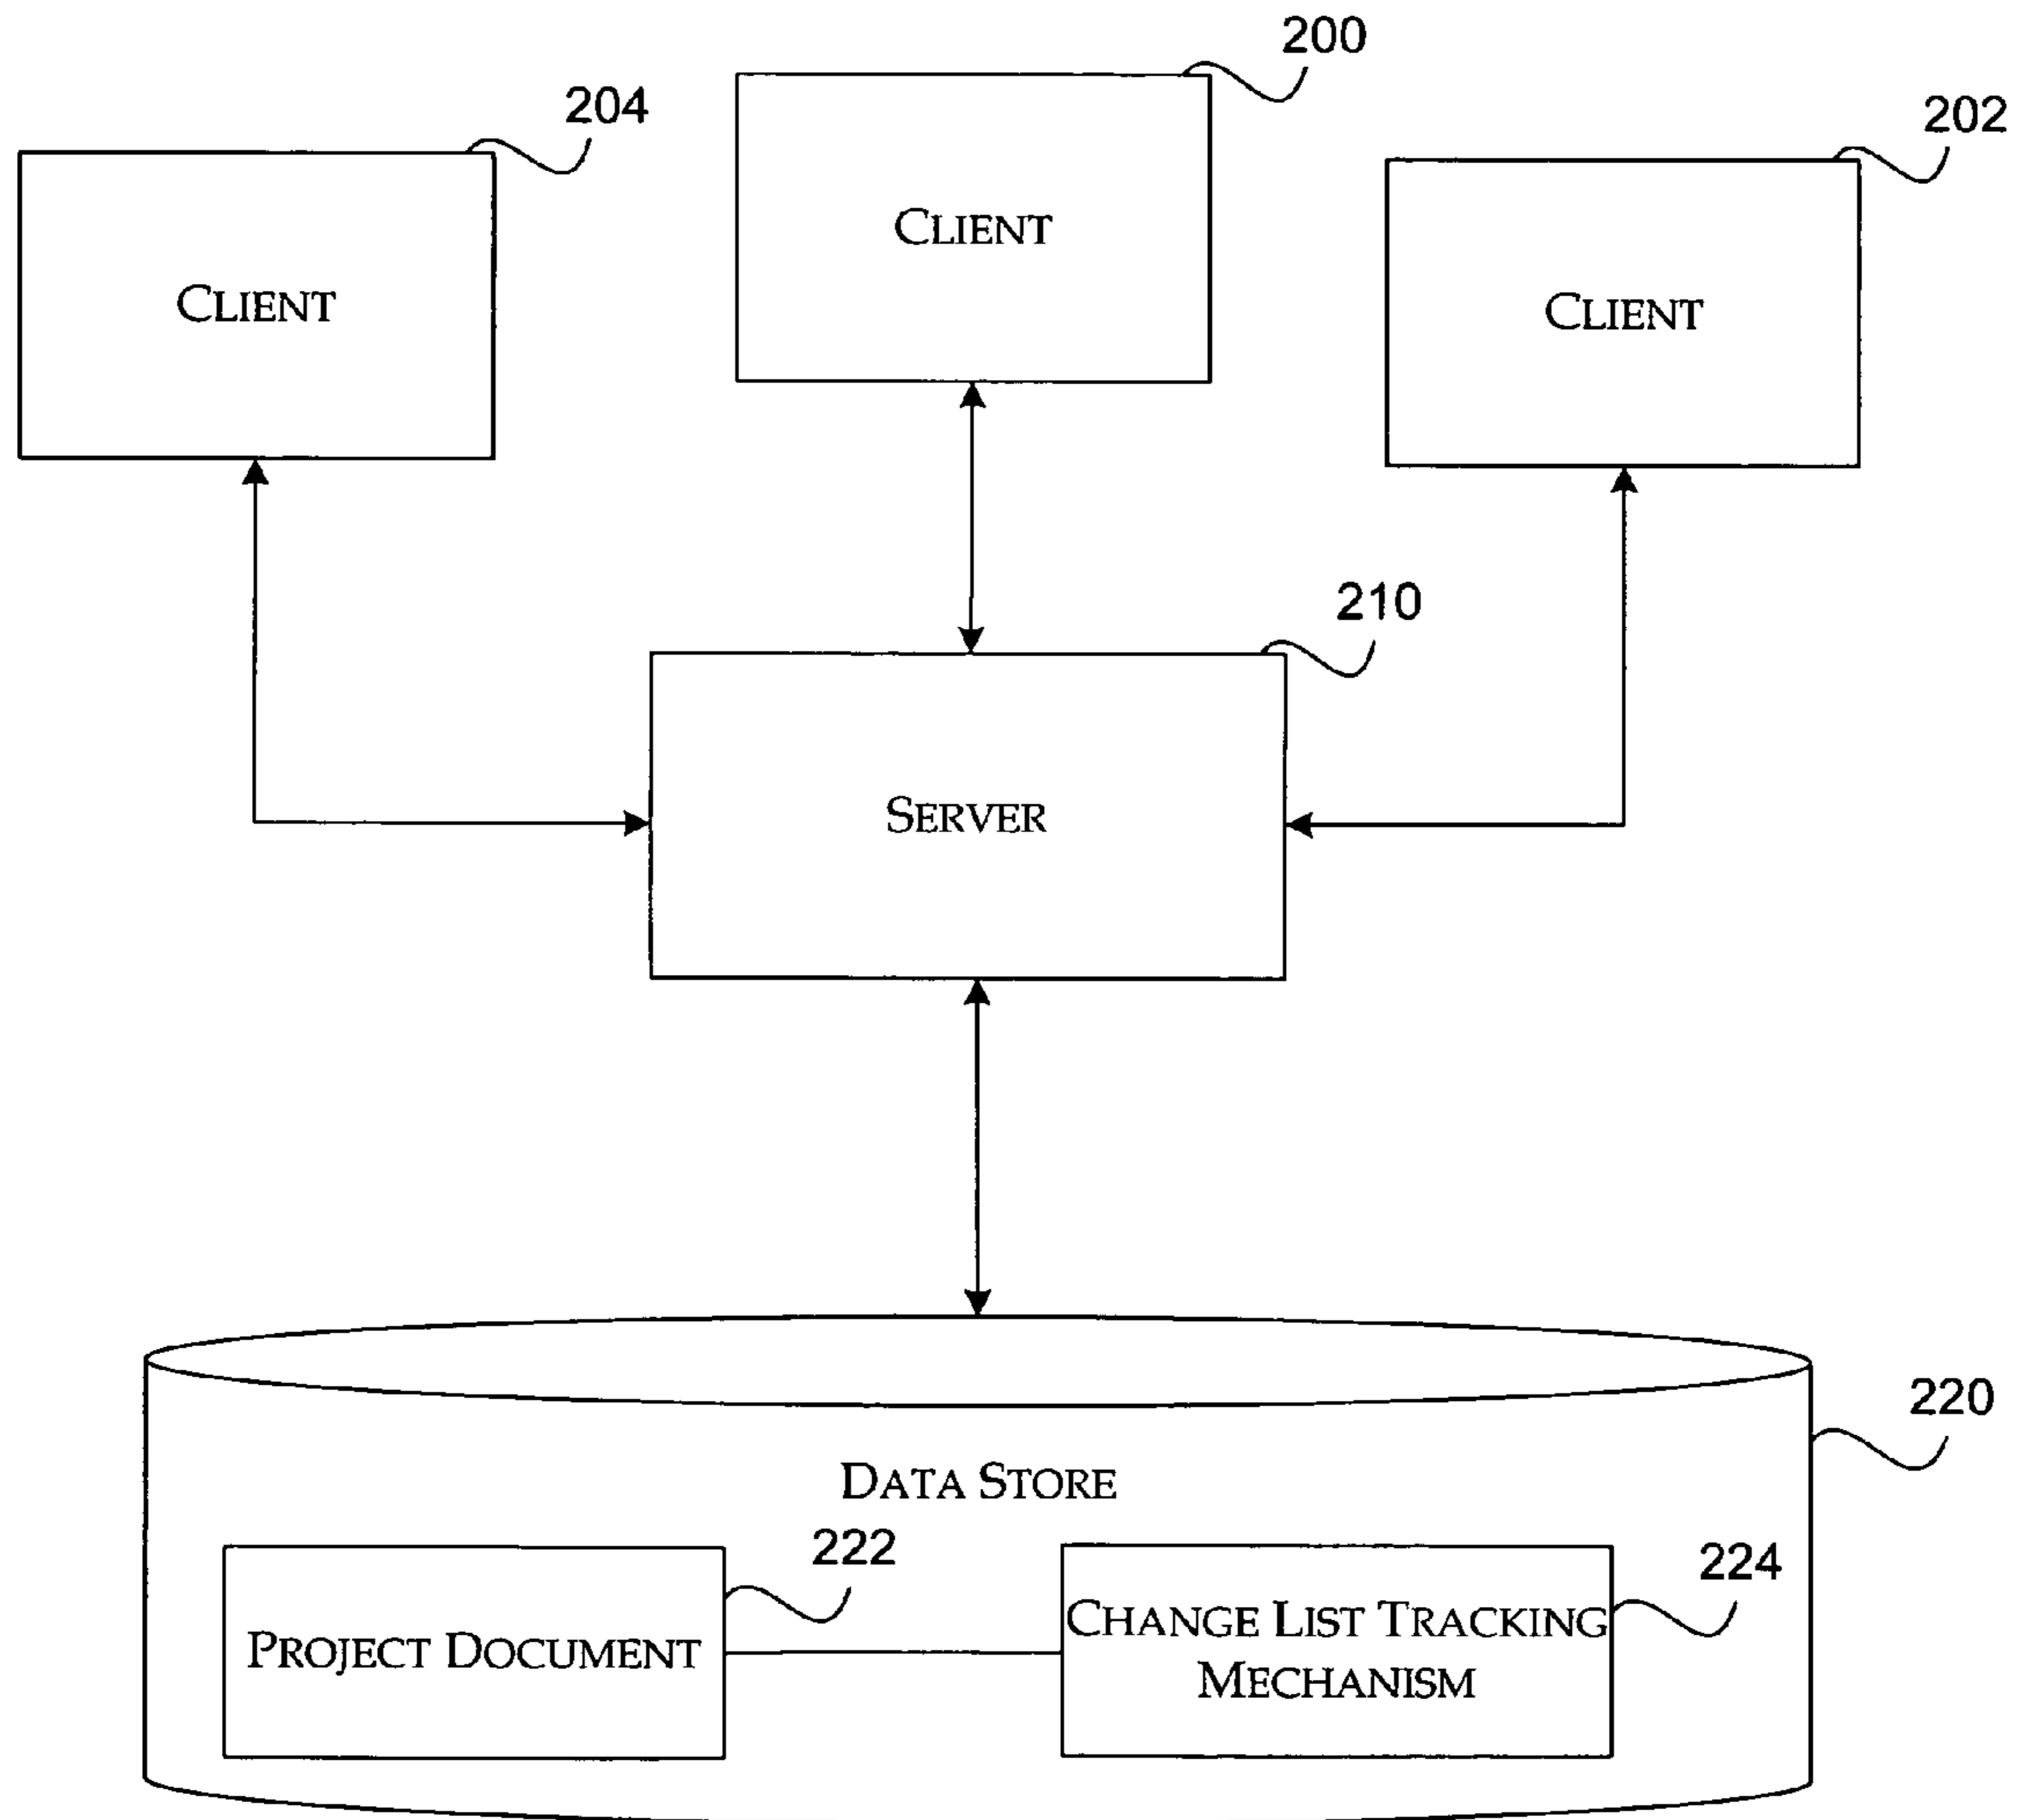 200
204
202
CLIENT
CLIENT
CLIENT
210
SERVER
220
DATA STORE
222
224
PROJECT DOCUMENT
CHANGE LIST TRACKING
MECHANISM